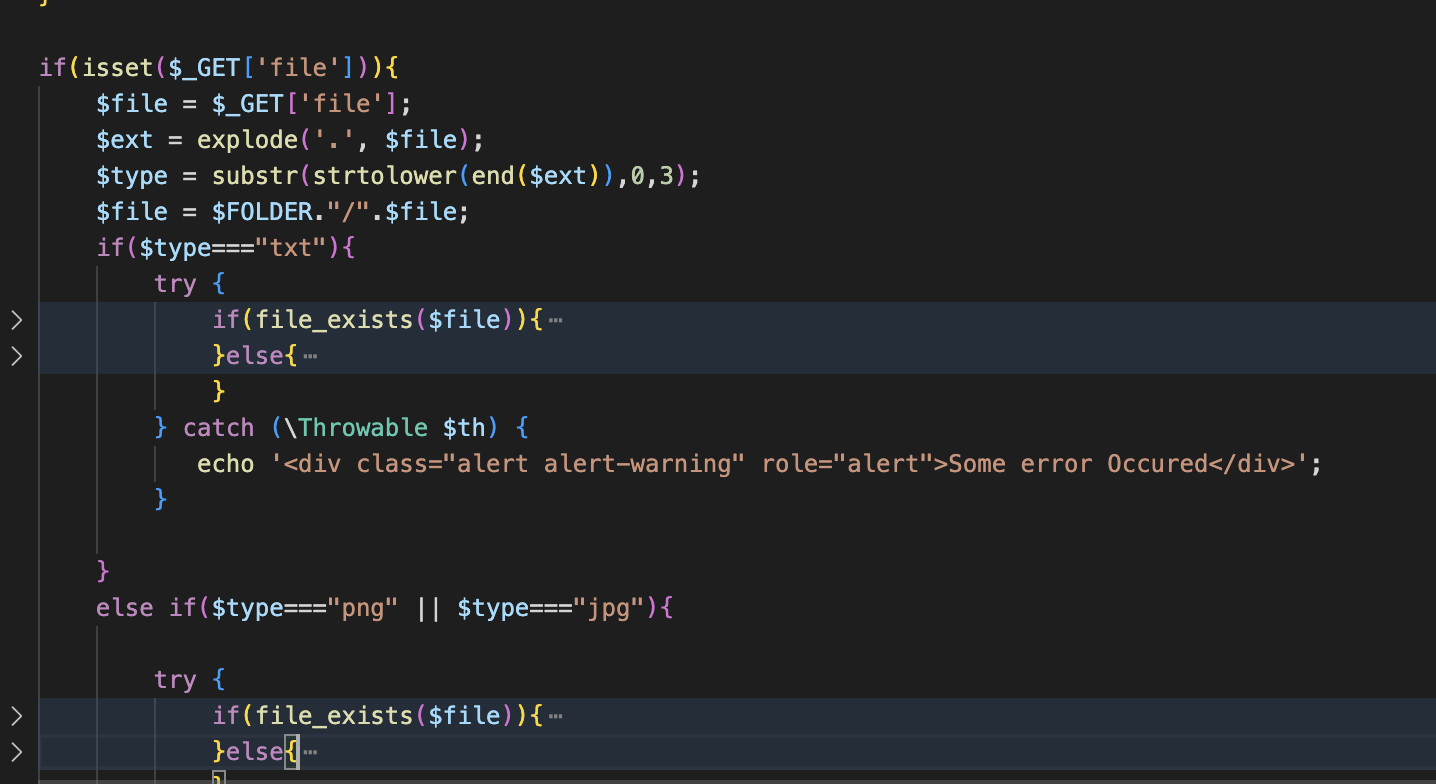 }
if(isset($_GET['file'])){
$file = $_GET['file'];
$ext = explode('.', $file);
$type = substr(strtolower(end($ext)),0,3);
$file = $FOLDER."/".$file;
if($type==="txt"){
try {
if(file_exists($file)){⋯
}else{⋯
}
} catch (\Throwable $th) {
echo '<div class="alert alert-warning" role="alert">Some error Occured</div>';
}
}
else if($type==="png" || $type==="jpg"){
try {
if(file_exists($file)){⋯
}else{⋯
}